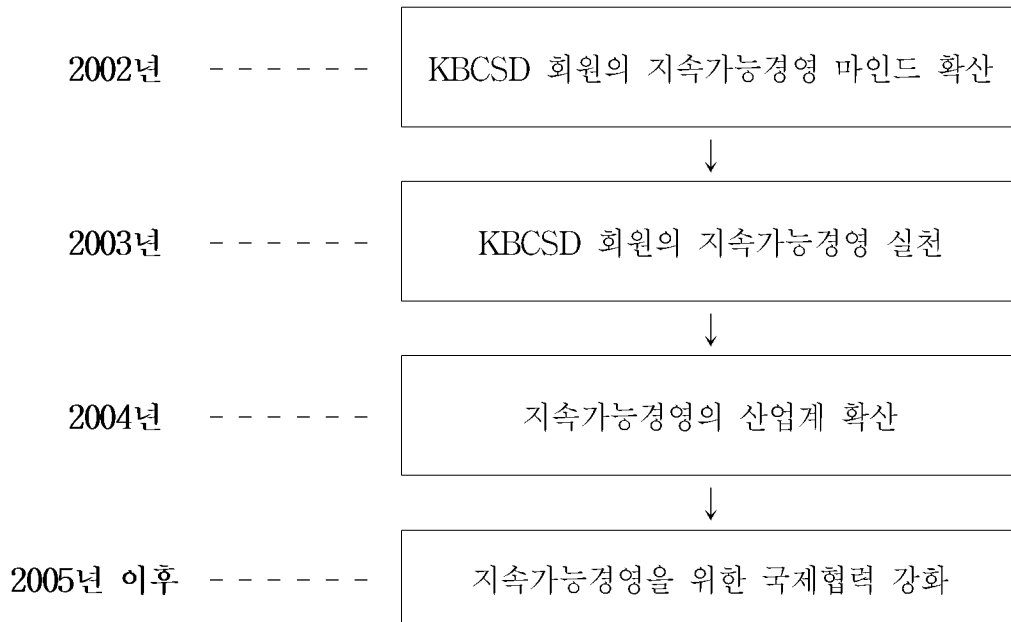 2002년 - - - - - - KBCSD 회원의 지속가능경영 마인드 확산
↓
2003년 - - - - - - KBCSD 회원의 지속가능경영 실천
↓
2004년 - - - - - - 지속가능경영의 산업계 확산
↓
2005년 이후 - - - - - - 지속가능경영을 위한 국제협력 강화